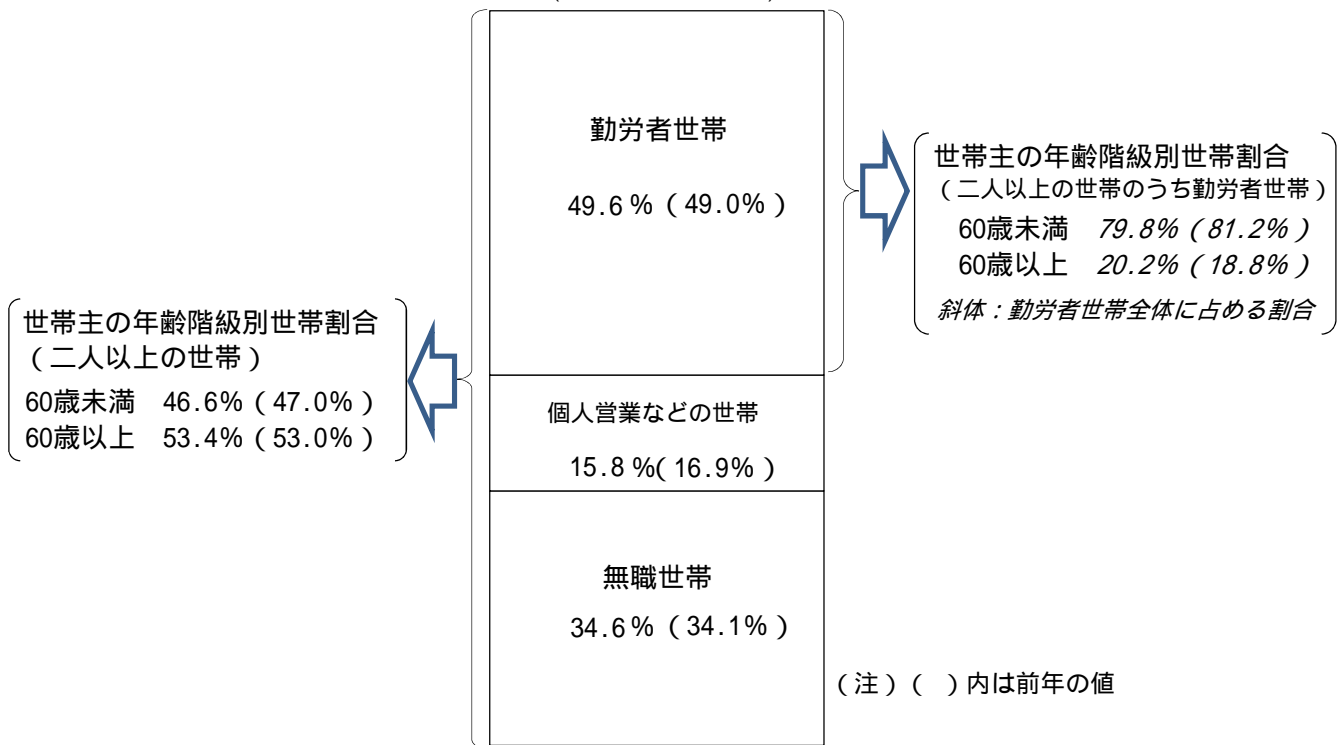 勤労者世帯
49.6%(49.0%)
世帯主の年齢階級別世帯割合
(二人以上の世帯のうち勤労者世帯)
60歳未満 79.8%(81.2%)
60歳以上 20.2%(18.8%)
斜体:勤労者世帯全体に占める割合
世帯主の年齢階級別世帯割合
(二人以上の世帯)
60歳未満 46.6%(47.0%)
60歳以上 53.4%(53.0%)
個人営業などの世帯
15.8%(16.9%)
無職世帯
34.6%(34.1%)
(注)( )内は前年の値